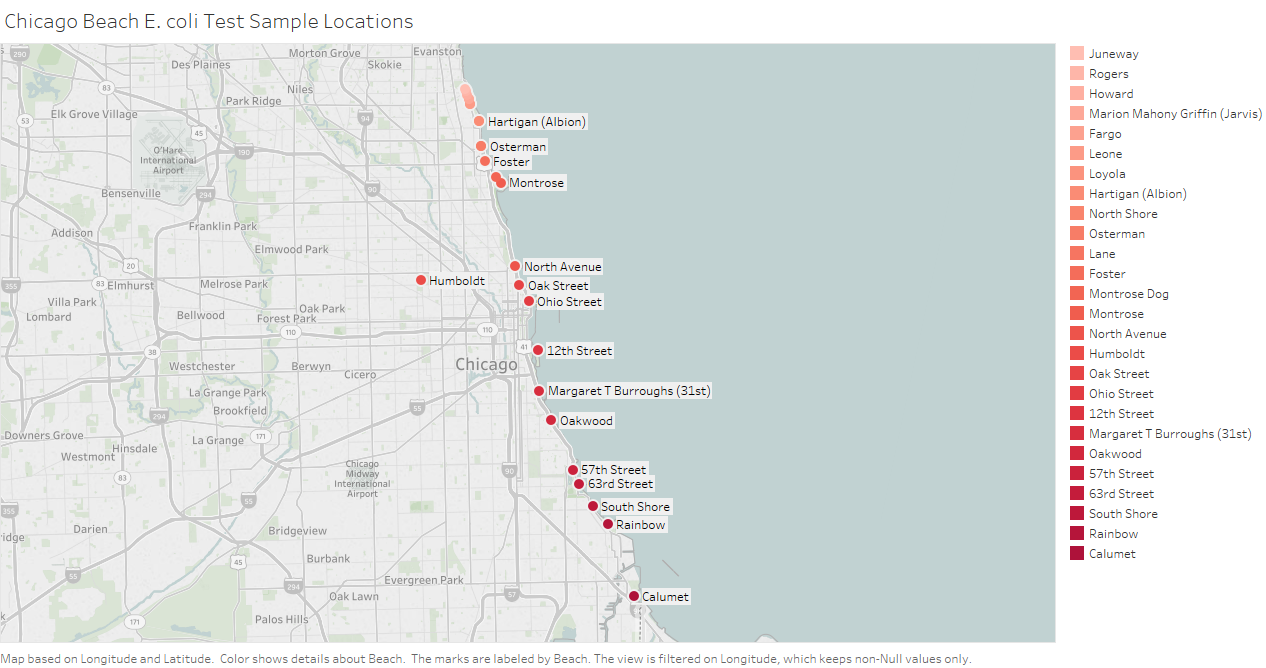 Chicago Beach E. coli Test Sample Locations
290
Morton Grove
Evanston
Des Plaines
Skokie
83
Niles
Park Ridge
Elk Grove Village
53
94
45
Hartigan (Albion)
O'Hare
International
Airport
190
Osterman
Foster
294
90
Montrose
Bensenville
Franklin Park
Addison
Elmwood Park
20
North Avenue
355
83
Elmhurst
Melrose Park
Humboldt
Oak Street
Villa Park
Ohio Street
Lombard
Oak Park
Bellwood
Forest Park
110
110
38
41
12th Street
Westchester
Berwyn
Chicago
Cicero
La Grange Park
Margaret T Burroughs (31st)
Brookfield
294
55
Oakwood
Downers Grove
La Grange
171
Hinsdale
Westmont
Chicago
Midway
International
Airport
90
57th Street
83
63rd Street
55
355
South Shore
Rainbow
Darien
Bridgeview
idge
Burbank
45
55
Evergreen Park
294
Oak Lawn
57
Calumet
k
171
Palos Hills
Juneway
Rogers
Howard
Marion Mahony Griffin (Jarvis)
Fargo
Leone
Loyola
Hartigan (Albion)
North Shore
Osterman
Lane
Foster
Montrose Dog
Montrose
North Avenue
Humboldt
Oak Street
Ohio Street
12th Street
Margaret T Burroughs (31st)
Oakwood
57th Street
63rd Street
South Shore
Rainbow
Calumet
Map based on Longitude and Latitude.  Color shows details about Beach.  The marks are labeled by Beach. The view is filtered on Longitude, which keeps non-Null values only.